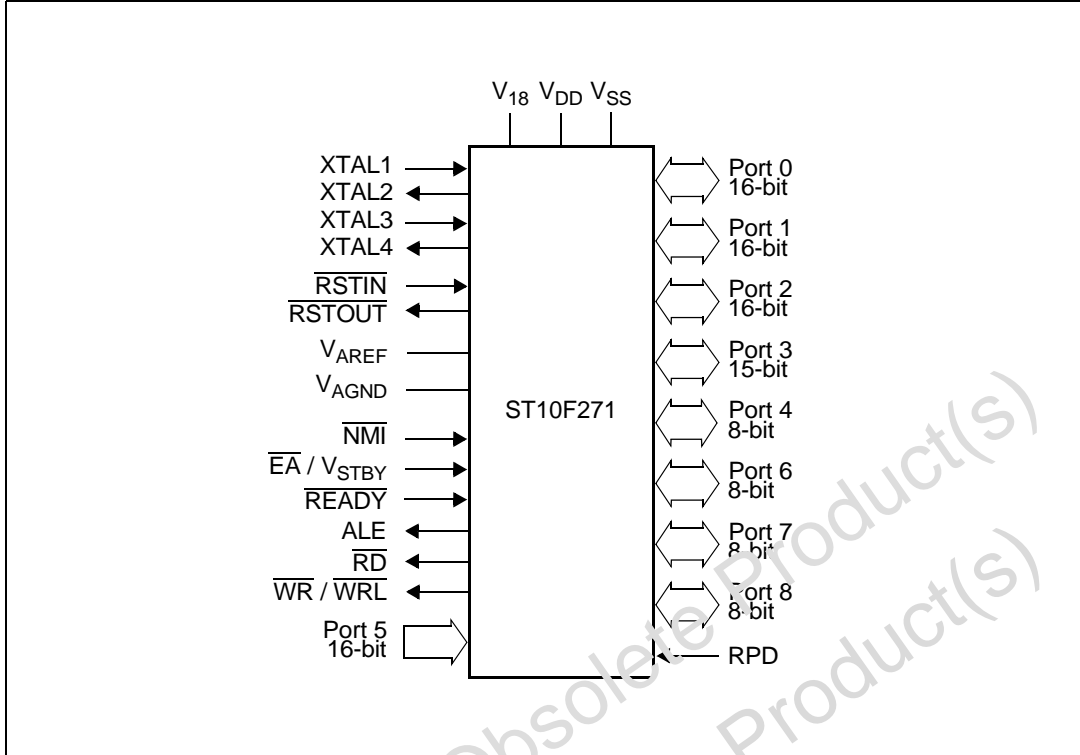 V18 VDD VSS
XTAL1
XTAL2
XTAL3
XTAL4
RSTIN
RSTOUT
VAREF
VAGND
NMI
EA / VSTBY
READY
ALE
RD
WR / WRL
Port 5
16-bit
ST10F271
Port 0
16-bit
Port 1
16-bit
Port 2
16-bit
Port 3
15-bit
Port 4
8-bit
Port 6
8-bit
Port 7
8-bit
Port 8
8-bit
RPD
Obsolete Product(s)
Product(s)